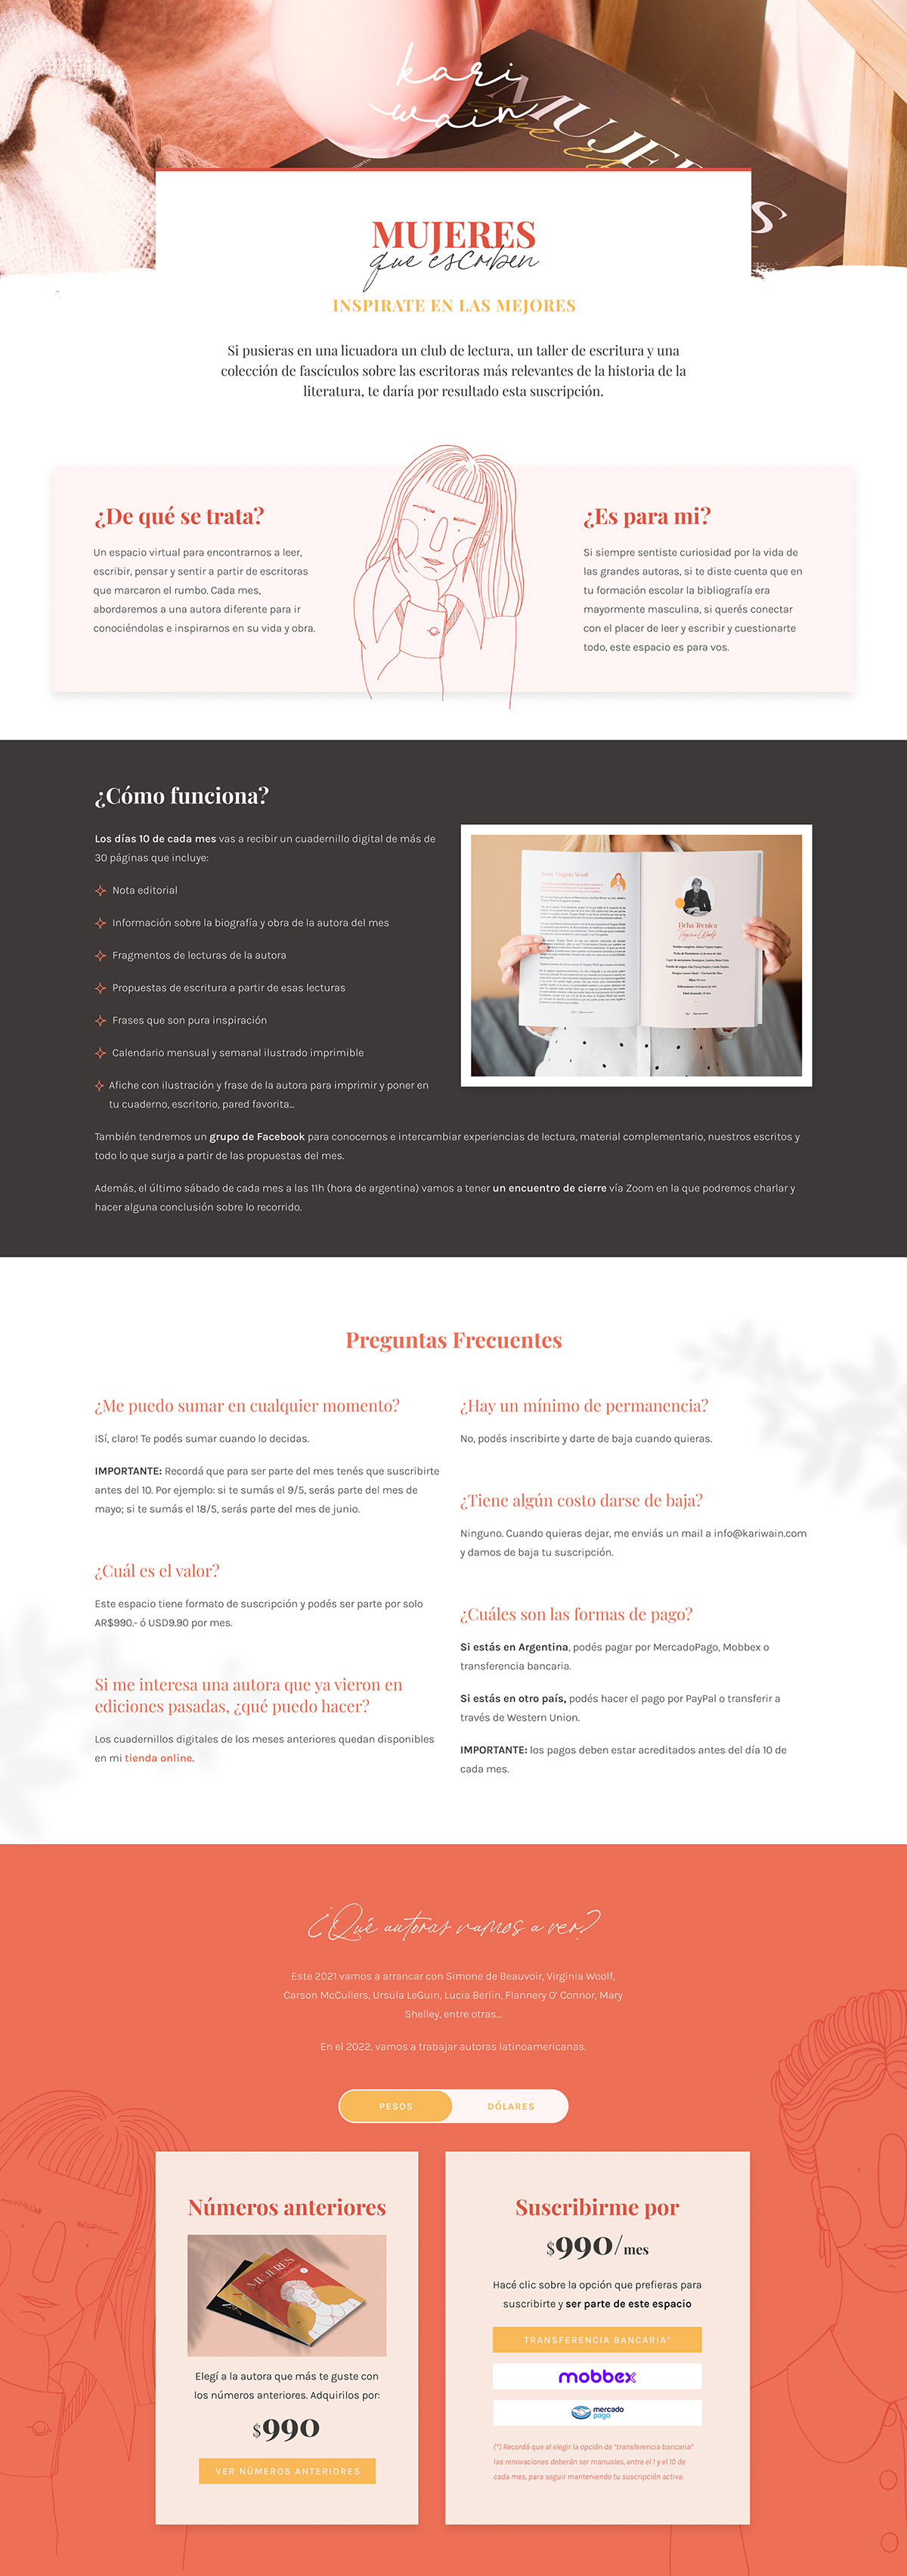 kari
wain
MUJERES
que escriben
INSPIRATE EN LAS MEJORES
Si pusieras en una licuadora un club de lectura, un taller de escritura y una
colección de fascículos sobre las escritoras más relevantes de la historia de la
literatura, te daría por resultado esta suscripción.
¿De qué se trata?
Un espacio virtual para encontrarnos a leer,
escribir, pensar y sentir a partir de escritoras
que marcaron el rumbo. Cada mes,
abordaremos a una autora diferente para ir
conociéndolas e inspirarnos en su vida y obra.
¿Es para mi?
Si siempre sentiste curiosidad por la vida de
las grandes autoras, si te diste cuenta que en
tu formación escolar la bibliografía era
mayormente masculina, si querés conectar
con el placer de leer y escribir y cuestionarte
todo, este espacio es para vos.
¿Cómo funciona?
Los días 10 de cada mes vas a recibir un cuadernillo digital de más de
30 páginas que incluye:
Nota editorial
Información sobre la biografía y obra de la autora del mes
Fragmentos de lecturas de la autora
Propuestas de escritura a partir de esas lecturas
Frases que son pura inspiración
Calendario mensual y semanal ilustrado imprimible
Afiche con ilustración y frase de la autora para imprimir y poner en
tu cuaderno, escritorio, pared favorita...
Sobre Virginia Woolf
Ficha Técnica
Virginia Woolf
También tendremos un grupo de Facebook para conocernos e intercambiar experiencias de lectura, material complementario, nuestros escritos y
todo lo que surja a partir de las propuestas del mes.
Además, el último sábado de cada mes a las 11h (hora de argentina) vamos a tener un encuentro de cierre vía Zoom en la que podremos charlar y
hacer alguna conclusión sobre lo recorrido.
Preguntas Frecuentes
¿Me puedo sumar en cualquier momento?
¡Sí, claro! Te podés sumar cuando lo decidas.
IMPORTANTE: Recordá que para ser parte del mes tenés que suscribirte
antes del 10. Por ejemplo: si te sumás el 9/5, serás parte del mes de
mayo; si te sumás el 18/5, serás parte del mes de junio.
¿Cuál es el valor?
Este espacio tiene formato de suscripción y podés ser parte por solo
AR$990.- ó USD9.90 por mes.
Si me interesa una autora que ya vieron en
ediciones pasadas, ¿qué puedo hacer?
Los cuadernillos digitales de los meses anteriores quedan disponibles
en mi tienda online.
¿Hay un mínimo de permanencia?
No, podés inscribirte y darte de baja cuando quieras.
¿Tiene algún costo darse de baja?
Ninguno. Cuando quieras dejar, me enviás un mail a info@kariwain.com
y damos de baja tu suscripción.
¿Cuáles son las formas de pago?
Si estás en Argentina, podés pagar por MercadoPago, Mobbex o
transferencia bancaria.
Si estás en otro país, podés hacer el pago por PayPal o transferir a
través de Western Union.
IMPORTANTE: los pagos deben estar acreditados antes del día 10 de
cada mes.
¿Qué autoras vamos a ver?
Este 2021 vamos a arrancar con Simone de Beauvoir, Virginia Woolf,
Carson McCullers, Ursula LeGuin, Lucia Berlin, Flannery O' Connor, Mary
Shelley, entre otras...
En el 2022, vamos a trabajar autoras latinoamericanas.
PESOS
DÓLARES
Números anteriores
MUJERES
Elegí a la autora que más te guste con
los números anteriores. Adquirilos por:
$990
VER NÚMEROS ANTERIORES
Suscribirme por
$990/mes
Hacé clic sobre la opción que prefieras para
suscribirte y ser parte de este espacio
TRANSFERENCIA BANCARIA*
mobbex
mercado
pago
(*) Recordá que al elegir la opción de "transferencia bancaria"
las renovaciones deberán ser manuales, entre el 1 y el 10 de
cada mes, para seguir manteniendo tu suscripción activa.